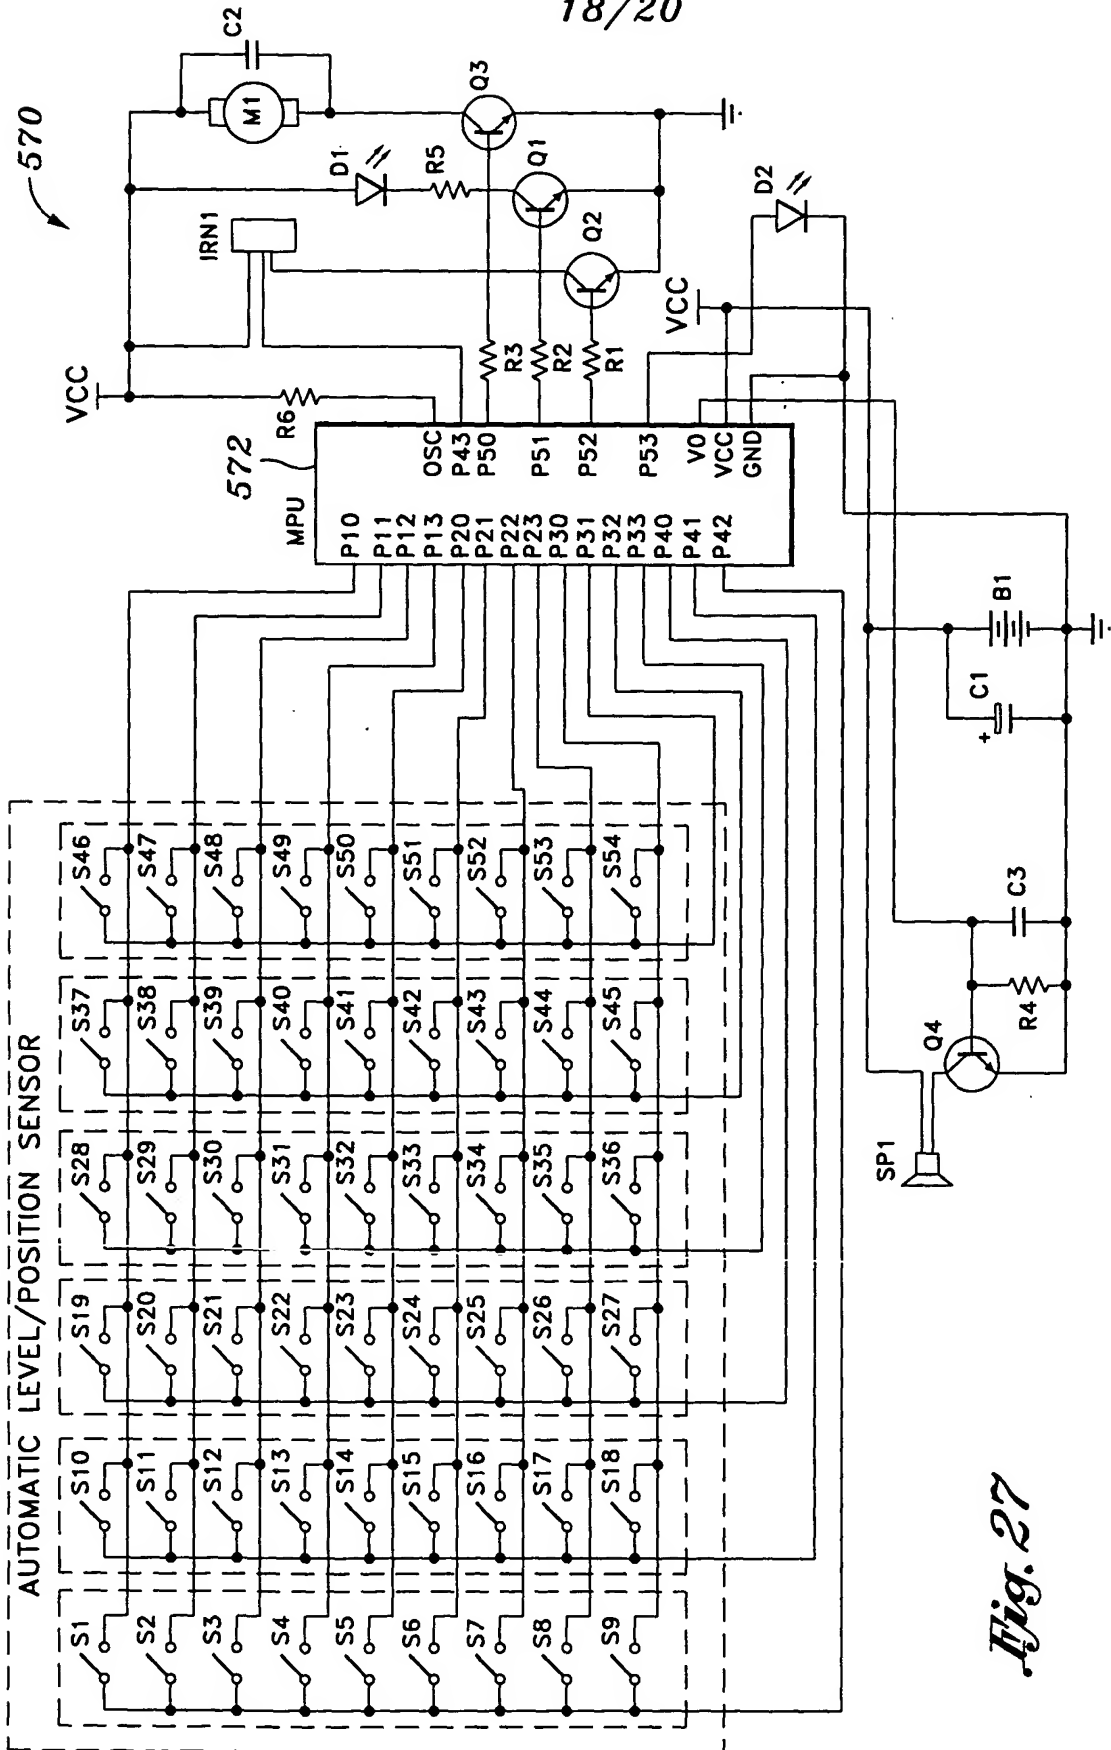 18/20
570
C2
M1
Q3
D1
R5
Q1
IRN1
Q2
D2
VCC
VCC
R6
R3
R2
R1
572
MPU
OSC
P43
P50
P51
P52
P53
VO
VCC
GND
P10
P11
P12
P13
P20
P21
P22
P23
P30
P31
P32
P33
P40
P41
P42
AUTOMATIC LEVEL/POSITION SENSOR
S46
S47
S48
S49
S50
S51
S52
S53
S54
S37
S38
S39
S40
S41
S42
S43
S44
S45
S28
S29
S30
S31
S32
S33
S34
S35
S36
S19
S20
S21
S22
S23
S24
S25
S26
S27
S10
S11
S12
S13
S14
S15
S16
S17
S18
S1
S2
S3
S4
S5
S6
S7
S8
S9
B1
C1
+
C3
R4
Q4
SP1
Fig. 27